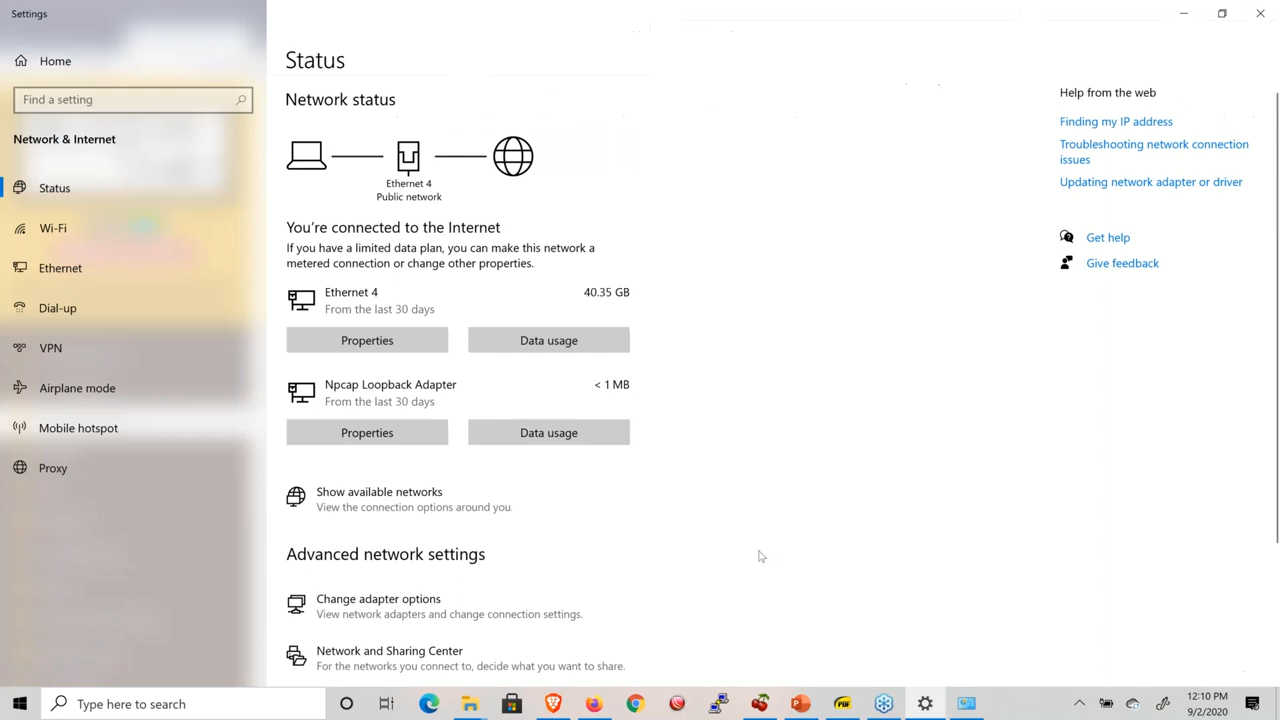 Settings
Home
Find a setting
Network & Internet
Status
Wi-Fi
Ethernet
Dial-up
VPN
Airplane mode
Mobile hotspot
Proxy
Status
Network status
Ethernet 4
Public network
You're connected to the Internet
If you have a limited data plan, you can make this network a
metered connection or change other properties.
Ethernet 4 40.35 GB
From the last 30 days
Properties Data usage
Npcap Loopback Adapter < 1 MB
From the last 30 days
Properties Data usage
Show available networks
View the connection options around you
Advanced network settings
Change adapter options
View network adapters and change connection settings.
Network and Sharing Center
For the networks you connect to, decide what you want to share.
Help from the web
Finding my IP address
Troubleshooting network connection
issues
Updating network adapter or driver
Get help
Give feedback
Type here to search
12:10 PM
9/2/2020